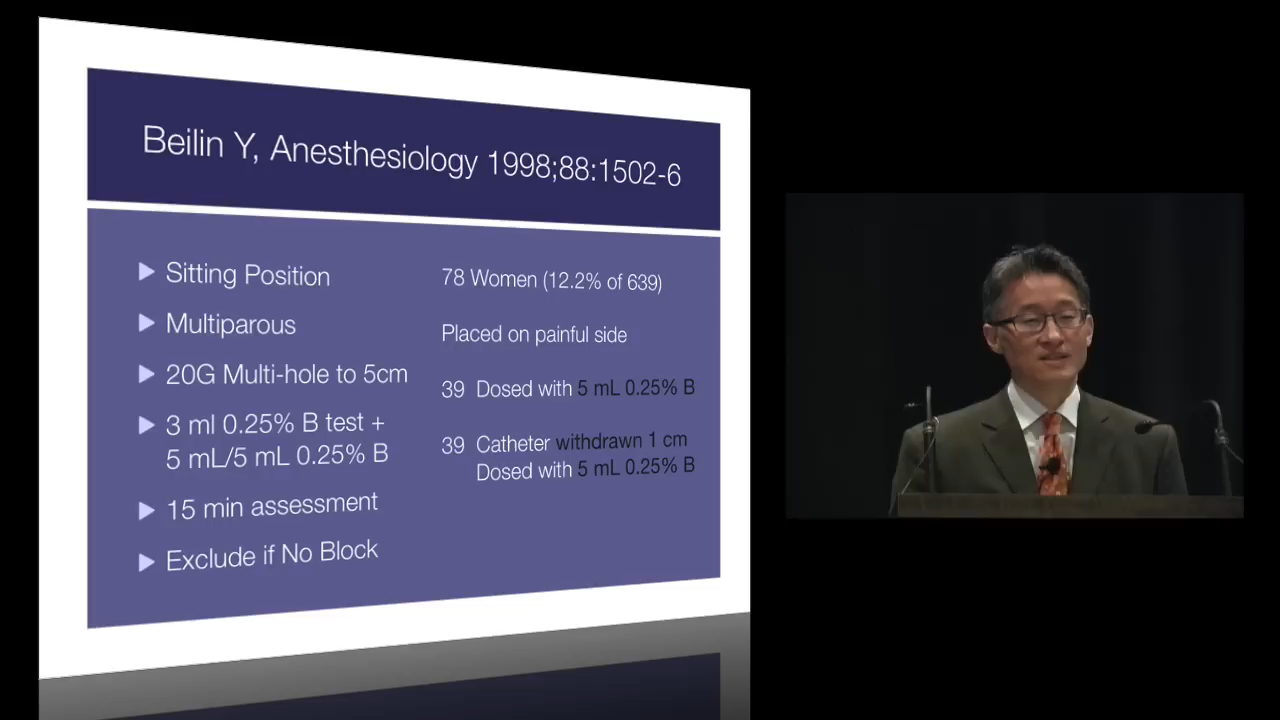 Beilin Y, Anesthesiology 1998;88:1502-6
Sitting Position
Multiparous
20G Multi-hole to 5cm
3 ml 0.25% B test +
5 mL/5 mL 0.25% B
15 min assessment
Exclude if No Block
78 Women (12.2% of 639)
Placed on painful side
39 Dosed with 5 mL 0.25% B
39 Catheter withdrawn 1 cm
Dosed with 5 mL 0.25% B